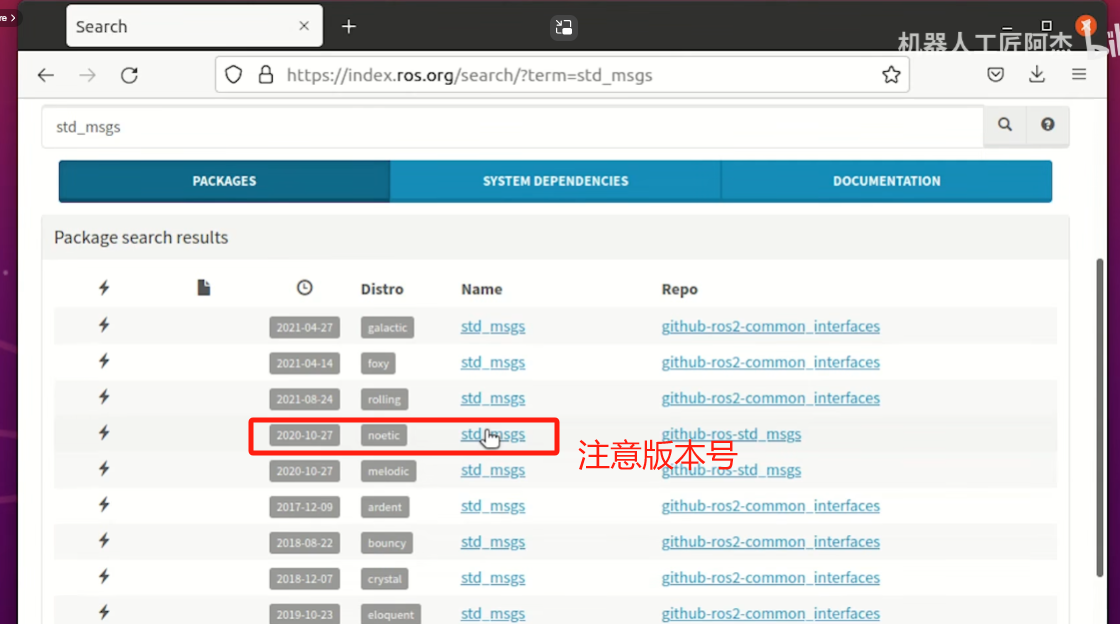 re >
Search
机器人工匠阿杰
https://index.ros.org/search/?term=std_msgs
std_msgs
PACKAGES SYSTEM DEPENDENCIES DOCUMENTATION
Package search results
Distro Name Repo
2021-04-27 galactic std_msgs github-ros2-common_interfaces
2021-04-14 foxy std_msgs github-ros2-common_interfaces
2021-08-24 rolling std_msgs github-ros2-common_interfaces
2020-10-27 noetic std_msgs github-ros-std_msgs
注意版本号
2020-10-27 melodic std_msgs github-ros-std_msgs
2017-12-09 ardent std_msgs github-ros2-common_interfaces
2018-08-22 bouncy std_msgs github-ros2-common_interfaces
2018-12-07 crystal std_msgs github-ros2-common_interfaces
2019-10-23 eloquent std_msgs github-ros2-common_interfaces